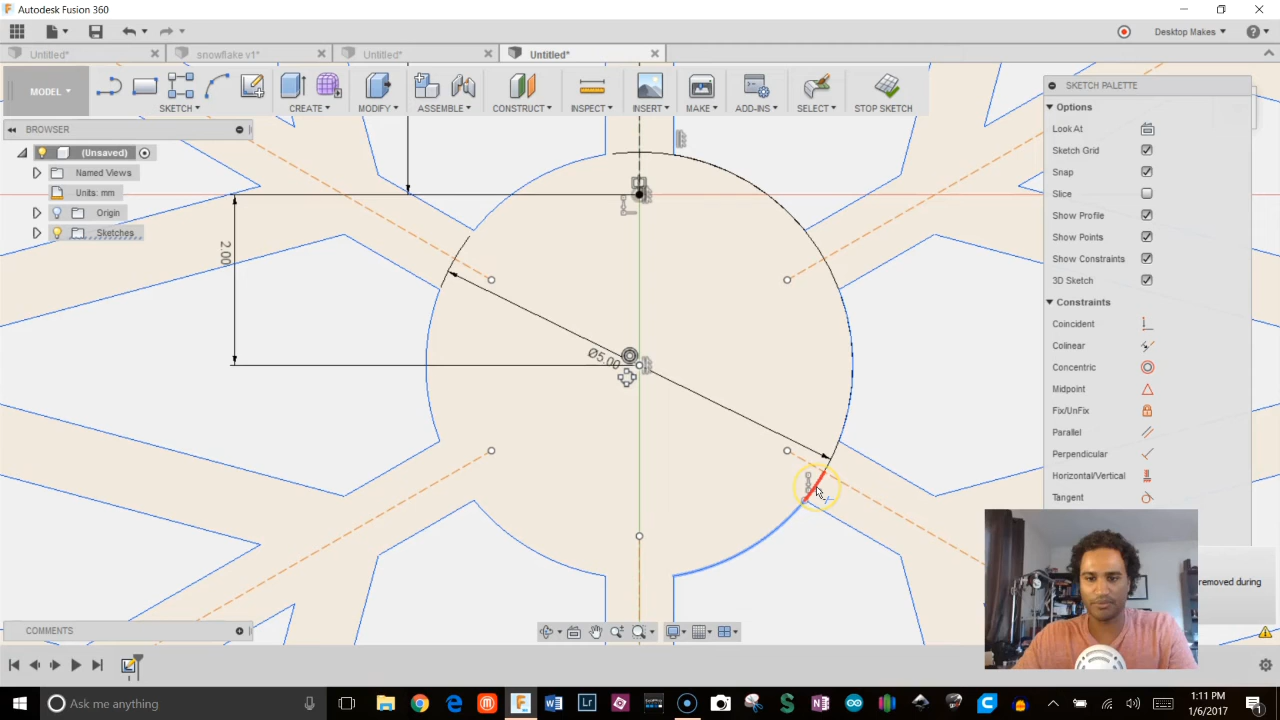 Autodesk Fusion 360
Desktop Makes
Untitled*
snowflake v1*
Untitled*
Untitled*
MODEL
SKETCH
CREATE
MODIFY
ASSEMBLE
CONSTRUCT
INSPECT
INSERT
MAKE
ADD-INS
SELECT
STOP SKETCH
BROWSER
(Unsaved)
Named Views
Units: mm
Origin
Sketches
SKETCH PALETTE
Options
Look At
Sketch Grid
Snap
Slice
Show Profile
Show Points
Show Constraints
3D Sketch
Constraints
Coincident
Colinear
Concentric
Midpoint
Fix/UnFix
Parallel
Perpendicular
Horizontal/Vertical
Tangent
2.00
Ø5.00
removed during
COMMENTS
Ask me anything
1:11 PM
1/6/2017